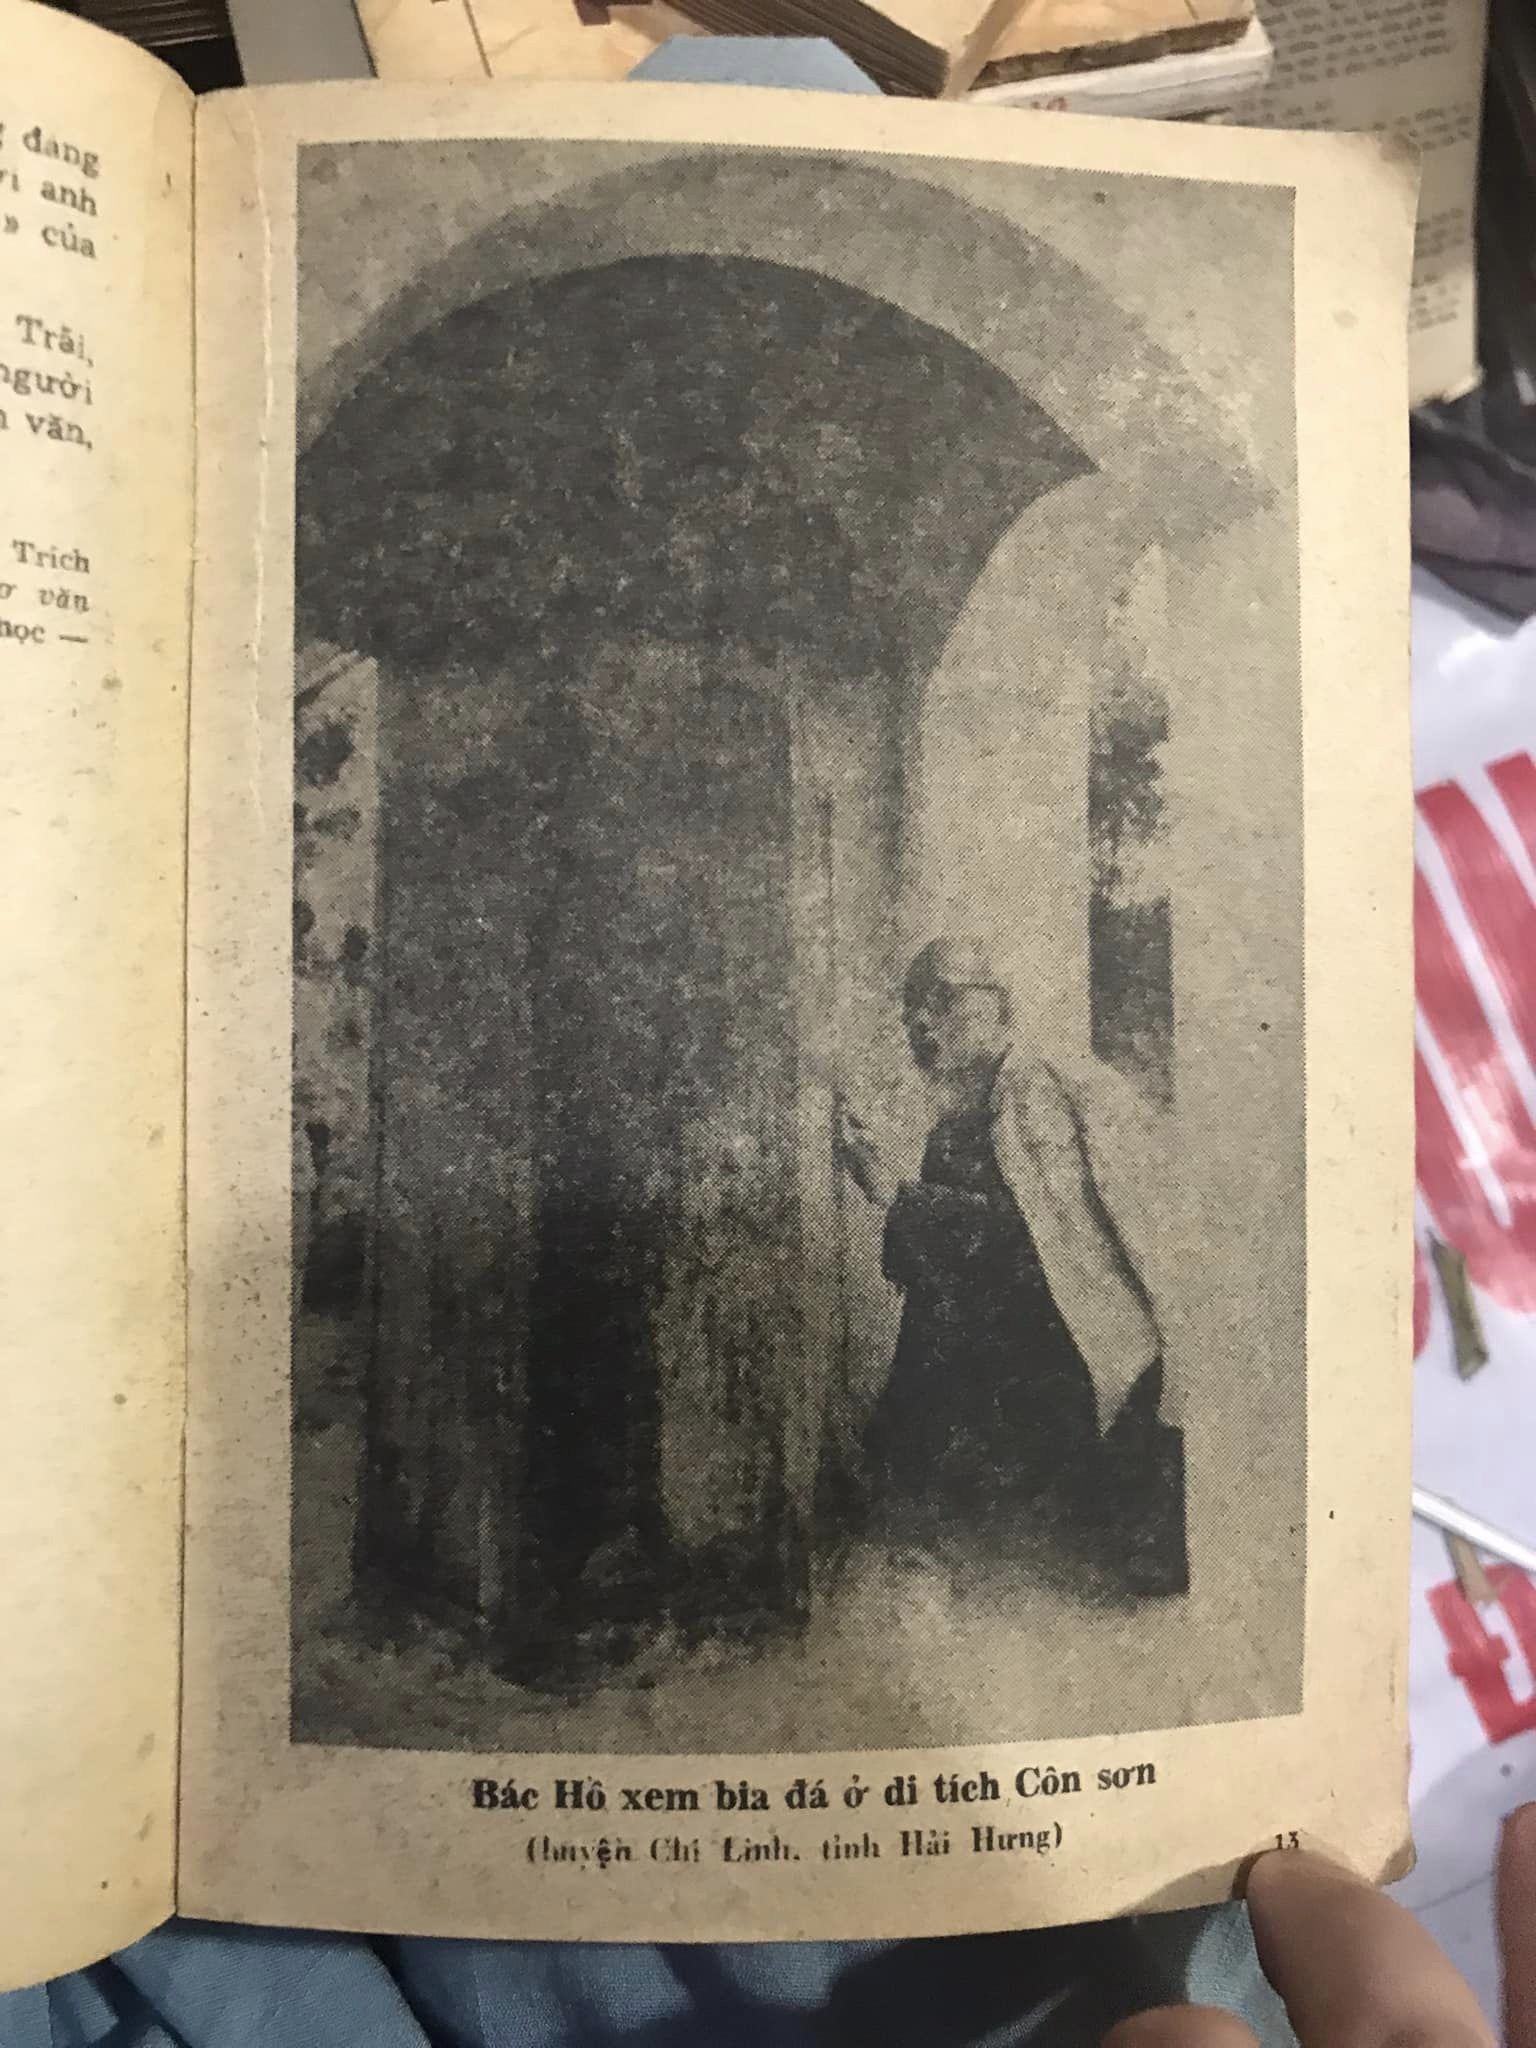 đang
anh
» của
Trãi,
người
văn,
Trích
văn
học —
Bác Hồ xem bia đá ở di tích Côn sơn
(huyện Chí Linh, tỉnh Hải Hưng)
13